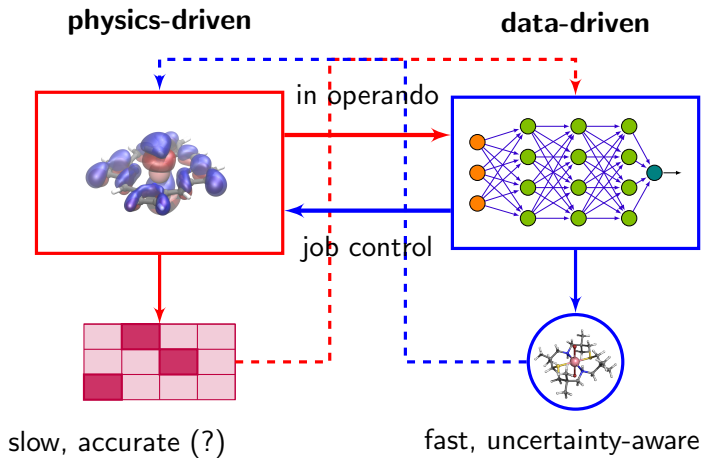 physics-driven
data-driven
in operando
job control
slow, accurate (?)
fast, uncertainty-aware